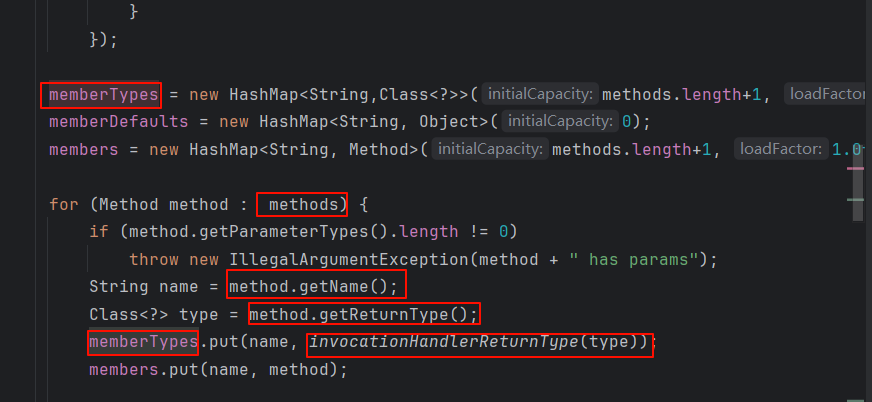 }
});
memberTypes = new HashMap<String,Class<?>>( initialCapacity: methods.length+1, loadFactor
memberDefaults = new HashMap<String, Object>( initialCapacity: 0);
members = new HashMap<String, Method>( initialCapacity: methods.length+1, loadFactor: 1.0
for (Method method : methods) {
if (method.getParameterTypes().length != 0)
throw new IllegalArgumentException(method + " has params");
String name = method.getName();
Class<?> type = method.getReturnType();
memberTypes.put(name, invocationHandlerReturnType(type));
members.put(name, method);